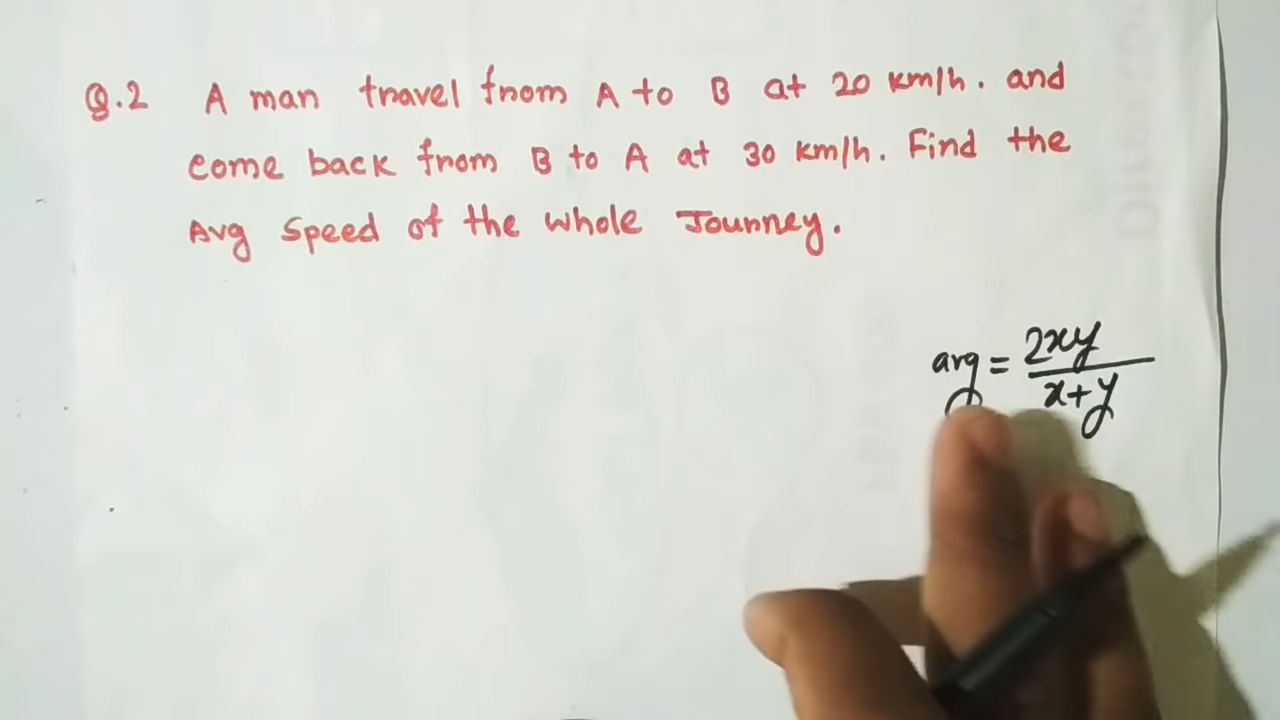 Q.2 A man travel from A to B at 20 km/h. and
come back from B to A at 30 km/h. Find the
Avg Speed of the whole Journey.
avg = 2xy
x+y